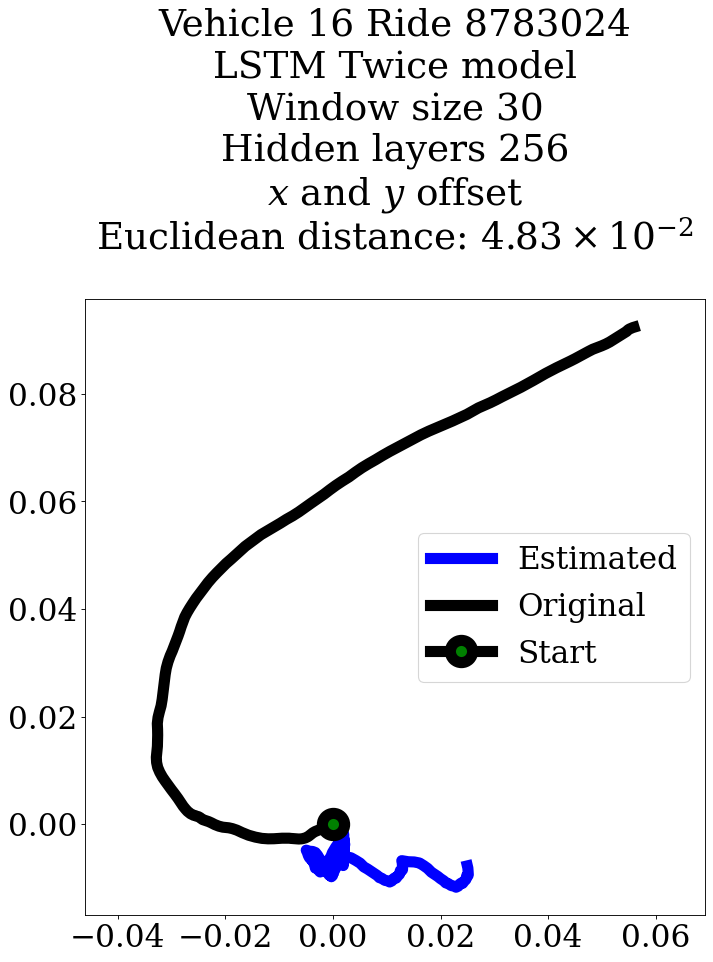 Vehicle 16 Ride 8783024
LSTM Twice model
Window size 30
Hidden layers 256
x and y offset
Euclidean distance: 4.83 × 10⁻²
0.08
0.06
0.04
0.02
0.00
Estimated
Original
Start
−0.04 −0.02 0.00 0.02 0.04 0.06